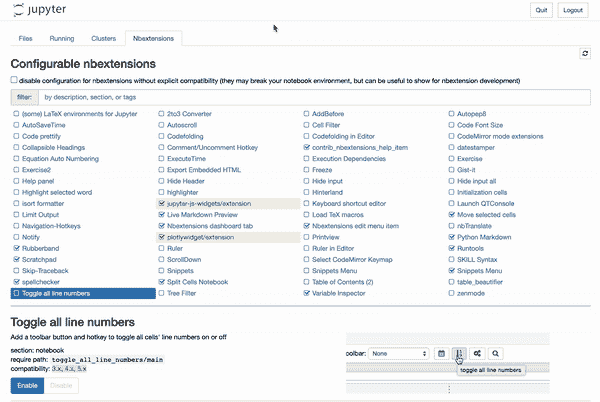 jupyter
Quit
Logout
Files
Running
Clusters
Nbextensions
Configurable nbextensions
disable configuration for nbextensions without explicit compatibility (they may break your notebook environment, but can be useful to show for nbextension development)
filter:
by description, section, or tags
(some) LaTeX environments for Jupyter
2to3 Converter
AddBefore
Autopep8
AutoSaveTime
Autoscroll
Cell Filter
Code Font Size
Code prettify
Codefolding
Codefolding in Editor
CodeMirror mode extensions
Collapsible Headings
Comment/Uncomment Hotkey
contrib_nbextensions_help_item
datestamper
Equation Auto Numbering
ExecuteTime
Execution Dependencies
Exercise
Exercise2
Export Embedded HTML
Freeze
Gist-it
Help panel
Hide Header
Hide input
Hide input all
Highlight selected word
highlighter
Hinterland
Initialization cells
isort formatter
jupyter-js-widgets/extension
Keyboard shortcut editor
Launch QTConsole
Limit Output
Live Markdown Preview
Load TeX macros
Move selected cells
Navigation-Hotkeys
Nbextensions dashboard tab
Nbextensions edit menu item
nbTranslate
Notify
plotlywidget/extension
Printview
Python Markdown
Rubberband
Ruler
Ruler in Editor
Runtools
Scratchpad
ScrollDown
Select CodeMirror Keymap
SKILL Syntax
Skip-Traceback
Snippets
Snippets Menu
Snippets Menu
spellchecker
Split Cells Notebook
Table of Contents (2)
table_beautifier
Toggle all line numbers
Tree Filter
Variable Inspector
zenmode
Toggle all line numbers
Add a toolbar button and hotkey to toggle all cells' line numbers on or off
section: notebook
require path: toggle_all_line_numbers/main
compatibility: 3.x, 4.x, 5.x
Enable
Disable
oolbar:
None
toggle all line numbers